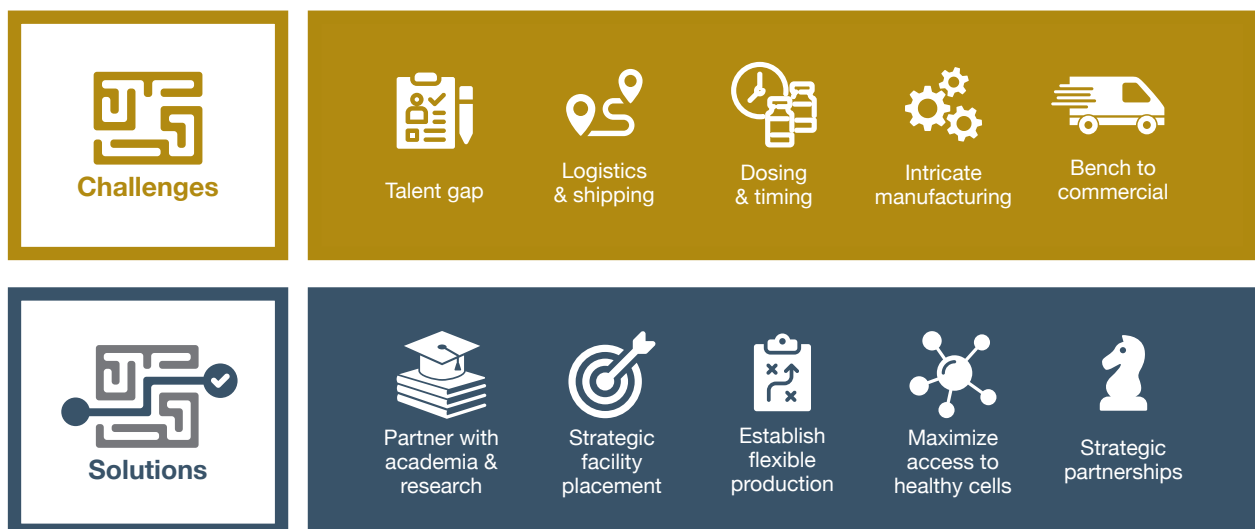 Challenges
Talent gap
Logistics
& shipping
Dosing
& timing
Intricate
manufacturing
Bench to
commercial
Solutions
Partner with
academia &
research
Strategic
facility
placement
Establish
flexible
production
Maximize
access to
healthy cells
Strategic
partnerships